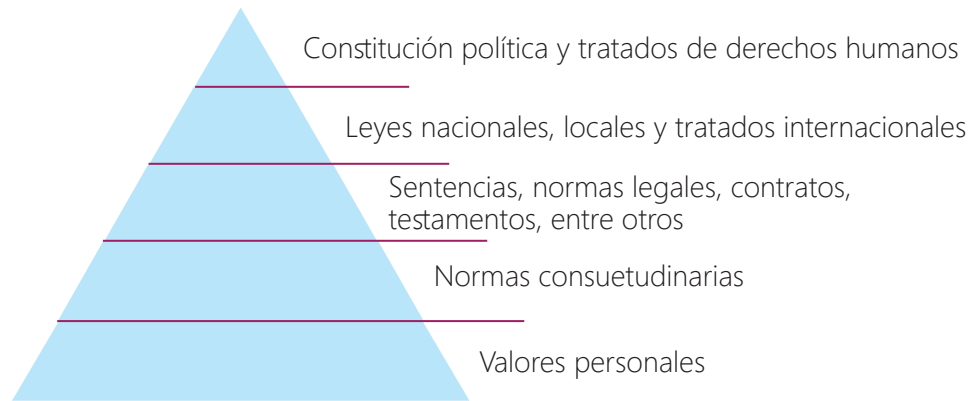 Constitución política y tratados de derechos humanos
Leyes nacionales, locales y tratados internacionales
Sentencias, normas legales, contratos,
testamentos, entre otros
Normas consuetudinarias
Valores personales